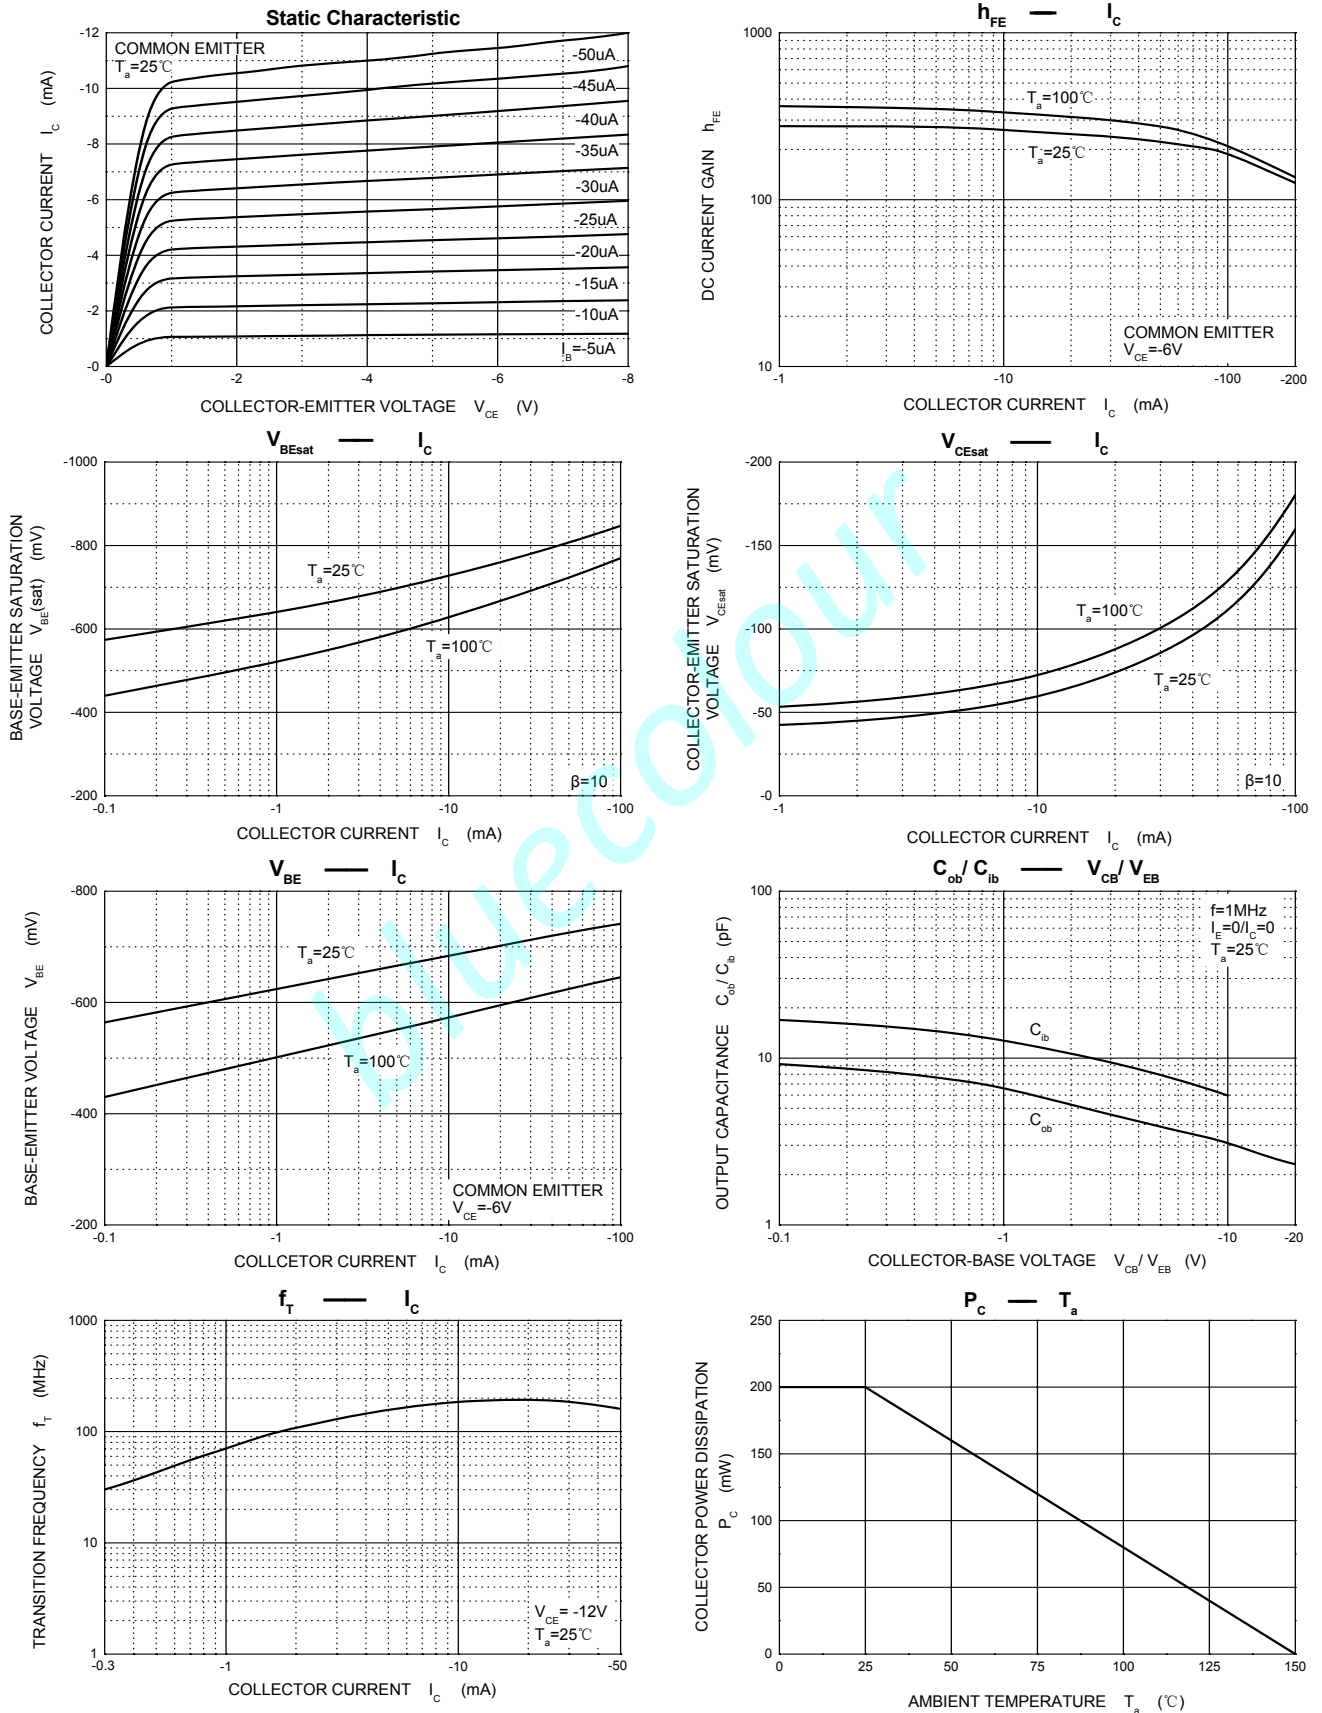 Static Characteristic
COMMON EMITTER
Ta=25℃
-50uA
-45uA
-40uA
-35uA
-30uA
-25uA
-20uA
-15uA
-10uA
IB=-5uA
-12
-10
-8
-6
-4
-2
-0
-0 -2 -4 -6 -8
COLLECTOR CURRENT IC (mA)
COLLECTOR-EMITTER VOLTAGE VCE (V)
hFE — IC
1000
100
10
Ta=100℃
Ta=25℃
COMMON EMITTER
VCE=-6V
-1 -10 -100 -200
DC CURRENT GAIN hFE
COLLECTOR CURRENT IC (mA)
VBEsat — IC
-1000
-800
-600
-400
-200
Ta=25℃
Ta=100℃
β=10
-0.1 -1 -10 -100
BASE-EMITTER SATURATION
VOLTAGE VBE(sat) (mV)
COLLECTOR CURRENT IC (mA)
VCEsat — IC
-200
-150
-100
-50
-0
Ta=100℃
Ta=25℃
β=10
-1 -10 -100
COLLECTOR-EMITTER SATURATION
VOLTAGE VCEsat (mV)
COLLECTOR CURRENT IC (mA)
VBE — IC
-800
-600
-400
-200
Ta=25℃
Ta=100℃
COMMON EMITTER
VCE=-6V
-0.1 -1 -10 -100
BASE-EMITTER VOLTAGE VBE (mV)
COLLCETOR CURRENT IC (mA)
Cob/ Cib — VCB/ VEB
100
10
1
f=1MHz
IE=0/IC=0
Ta=25℃
Cib
Cob
-0.1 -1 -10 -20
OUTPUT CAPACITANCE Cob/ Cib (pF)
COLLECTOR-BASE VOLTAGE VCB/ VEB (V)
fT — IC
1000
100
10
1
VCE= -12V
Ta=25℃
-0.3 -1 -10 -50
TRANSITION FREQUENCY fT (MHz)
COLLECTOR CURRENT IC (mA)
PC — Ta
250
200
150
100
50
0
0 25 50 75 100 125 150
COLLECTOR POWER DISSIPATION
PC (mW)
AMBIENT TEMPERATURE Ta (℃)
bluecolour